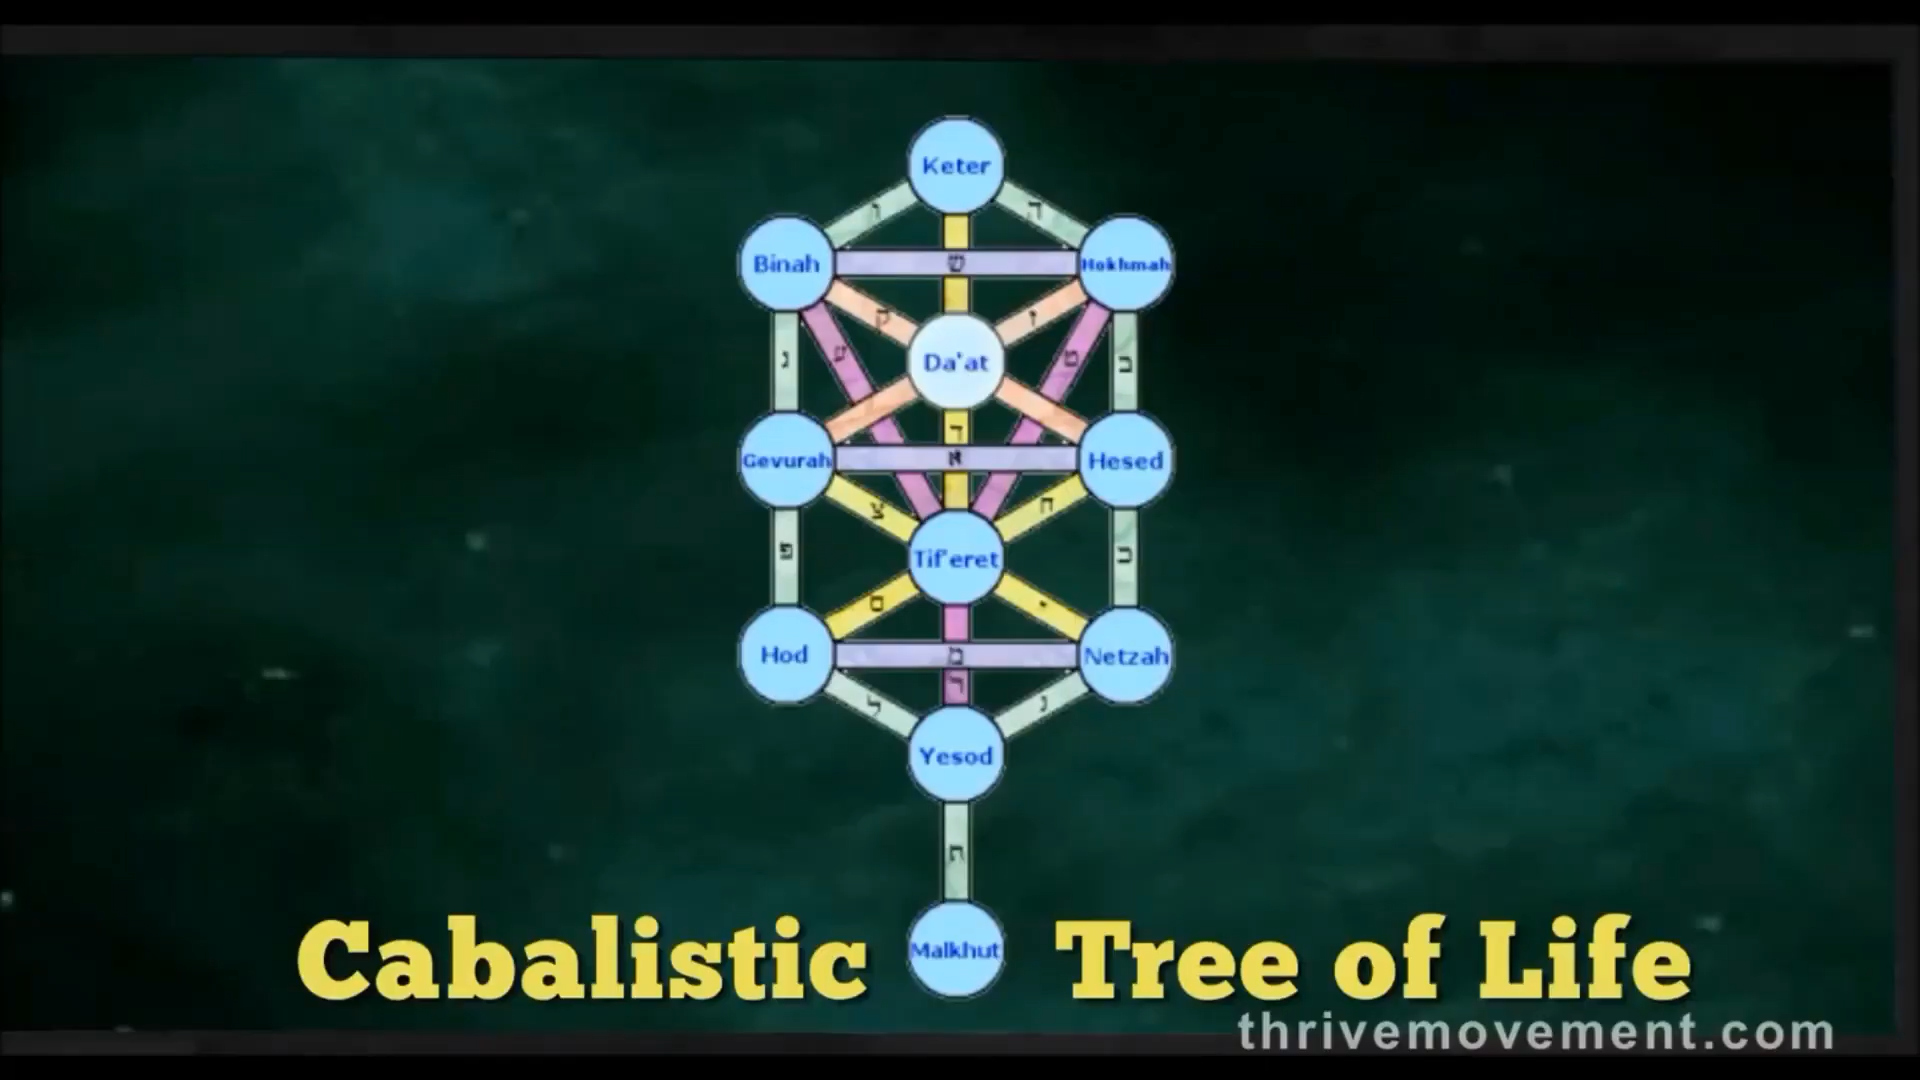 Keter
ו
ה
Binah
ש
Hokhmah
ק
ז
Da'at
נ
ט
ב
ד
Gevurah
א
Hesed
צ
ח
פ
Tif'eret
ס
י
Hod
מ
Netzah
ר
ל
נ
Yesod
ת
Malkhut
Cabalistic Tree of Life
thrivemovement.com